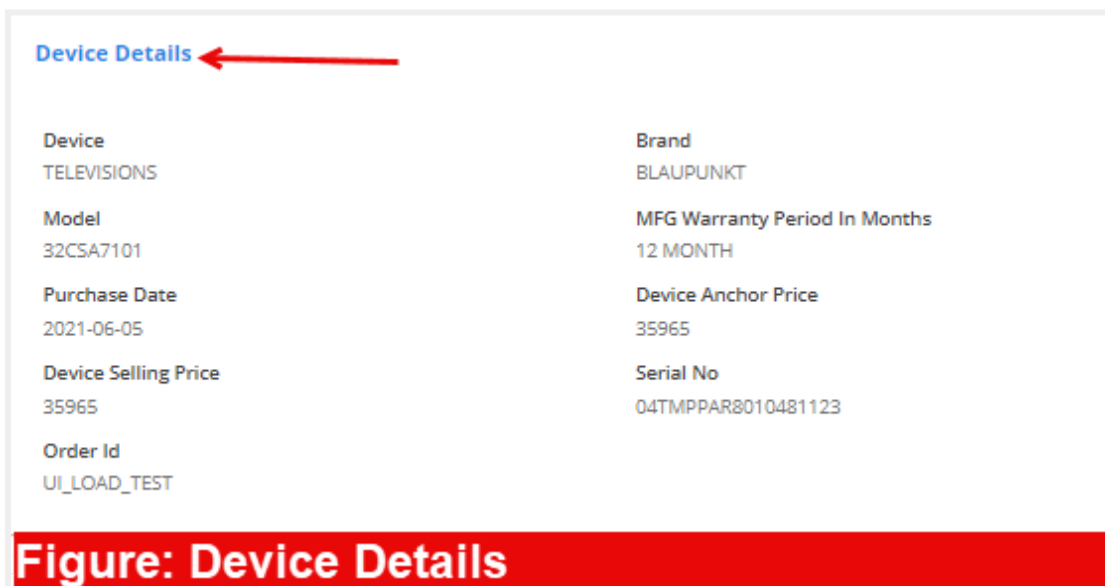 Device Details
Device
TELEVISIONS
Brand
BLAUPUNKT
Model
32CSA7101
MFG Warranty Period In Months
12 MONTH
Purchase Date
2021-06-05
Device Anchor Price
35965
Device Selling Price
35965
Serial No
04TMPPAR8010481123
Order Id
UI_LOAD_TEST
Figure: Device Details